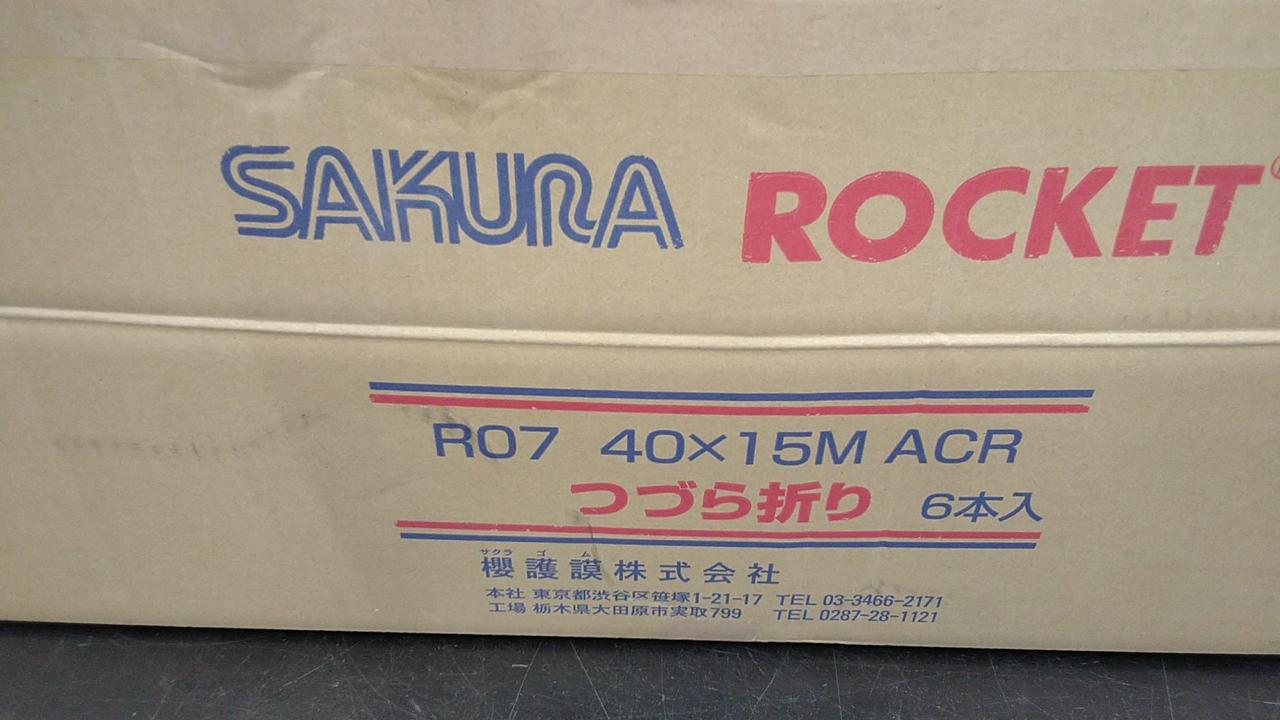 SAKURA ROCKET
R07 40×15M ACR
つづら折り 6本入
サクラ ゴ ム
櫻護謨株式会社
本社 東京都渋谷区笹塚1-21-17 TEL 03-3466-2171
工場 栃木県大田原市実取799 TEL 0287-28-1121